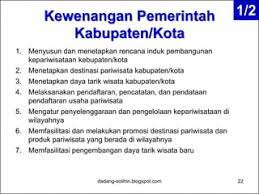 Kewenangan Pemerintah
Kabupaten/Kota
1/2
1. Menyusun dan menetapkan rencana induk pembangunan
kepariwisataan kebupaten/kota
2. Menetapkan destinasi pariwisata kabupaten/kota
3. Menetapkan daya tarik wisata kabupaten/kota
4. Melaksanakan pendaftaran, pencatatan, dan pendataan
pendaftaran usaha pariwisata
5. Mengatur penyelenggaraan dan pengelolaan kepariwisataan di
wilayahnya
6. Memfasilitasi dan melakukan promosi destinasi pariwisata dan
produk pariwisata yang berada di wilayahnya
7. Memfasilitasi pengembangan daya tarik wisata baru
dadang-solihin.blogspot.com
22